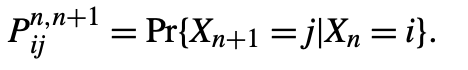 $P_{ij}^{n,n+1} = \Pr\{X_{n+1} = j | X_n = i\}.$